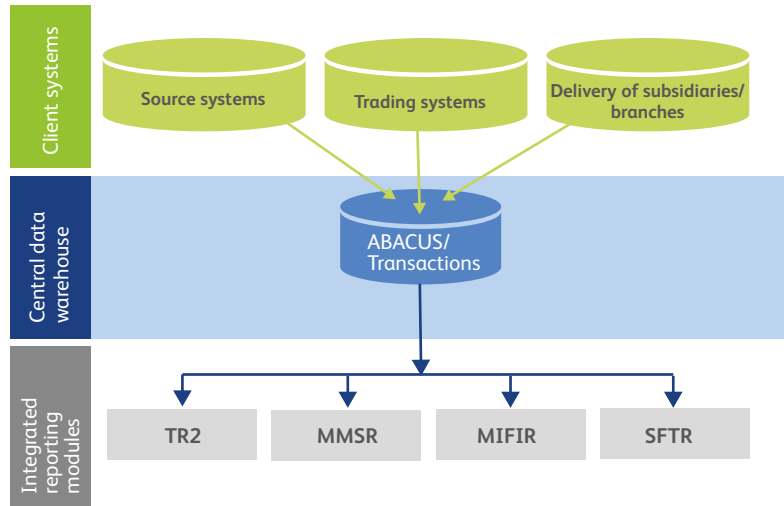 Client systems
Source systems
Trading systems
Delivery of subsidiaries/
branches
Central data
warehouse
ABACUS/
Transactions
Integrated
reporting
modules
TR2
MMSR
MIFIR
SFTR